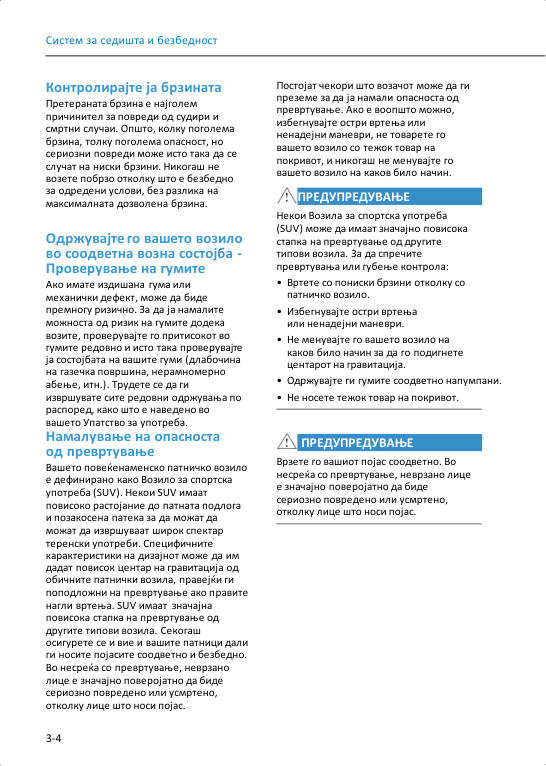 Систем за седишта и безбедност
Контролирајте ја брзината
Претераната брзина е најголем
причинител за повреди од судири и
смртни случаи. Општо, колку поголема
брзина, толку поголема опасност, но
сериозни повреди може исто така да се
случат на ниски брзини. Никогаш не
возете побрзо отколку што е безбедно
за одредени услови, без разлика на
максималната дозволена брзина.
Одржувајте го вашето возило
во соодветна возна состојба -
Проверување на гумите
Ако имате издишана гума или
механички дефект, може да биде
премногу ризично. За да ја намалите
можноста од ризик на гумите додека
возите, проверувајте го притисокот во
гумите редовно и исто така проверувајте
ја состојбата на вашите гуми (длабочина
на газечка површина, нерамномерно
абење, итн.). Трудете се да ги
извршувате сите редовни одржувања по
распоред, како што е наведено во
вашето Упатство за употреба.
Намалување на опасноста
од превртување
Вашето повеќенаменско патничко возило
е дефинирано како Возило за спортска
употреба (SUV). Некои SUV имаат
повисоко растојание до патната подлога
и позакосена патека за да можат да
можат да извршуваат широк спектар
теренски употреби. Специфичните
карактеристики на дизајнот може да им
дадат повисок центар на гравитација од
обичните патнички возила, правејќи ги
поподложни на превртување ако правите
нагли вртења. SUV имаат значајна
повисока стапка на превртување од
другите типови возила. Секогаш
осигурете се и вие и вашите патници дали
ги носите појасите соодветно и безбедно.
Во несреќа со превртување, неврзано
лице е значајно поверојатно да биде
сериозно повредено или усмртено,
отколку лице што носи појас.
Постојат чекори што возачот може да ги
преземе за да ја намали опасноста од
превртување. Ако е воопшто можно,
избегнувајте остри вртења или
ненадејни маневри, не товарете го
вашето возило со тежок товар на
покривот, и никогаш не менувајте го
вашето возило на каков било начин.
ПРЕДУПРЕДУВАЊЕ
Некои Возила за спортска употреба
(SUV) може да имаат значајно повисока
стапка на превртување од другите
типови возила. За да спречите
превртувања или губење контрола:
• Вртете со пониски брзини отколку со
патничко возило.
• Избегнувајте остри вртења
или ненадејни маневри.
• Не менувајте го вашето возило на
каков било начин за да го подигнете
центарот на гравитација.
• Одржувајте ги гумите соодветно напумпани.
• Не носете тежок товар на покривот.
ПРЕДУПРЕДУВАЊЕ
Врзете го вашиот појас соодветно. Во
несреќа со превртување, неврзано лице
е значајно поверојатно да биде
сериозно повредено или усмртено,
отколку лице што носи појас.
3-4